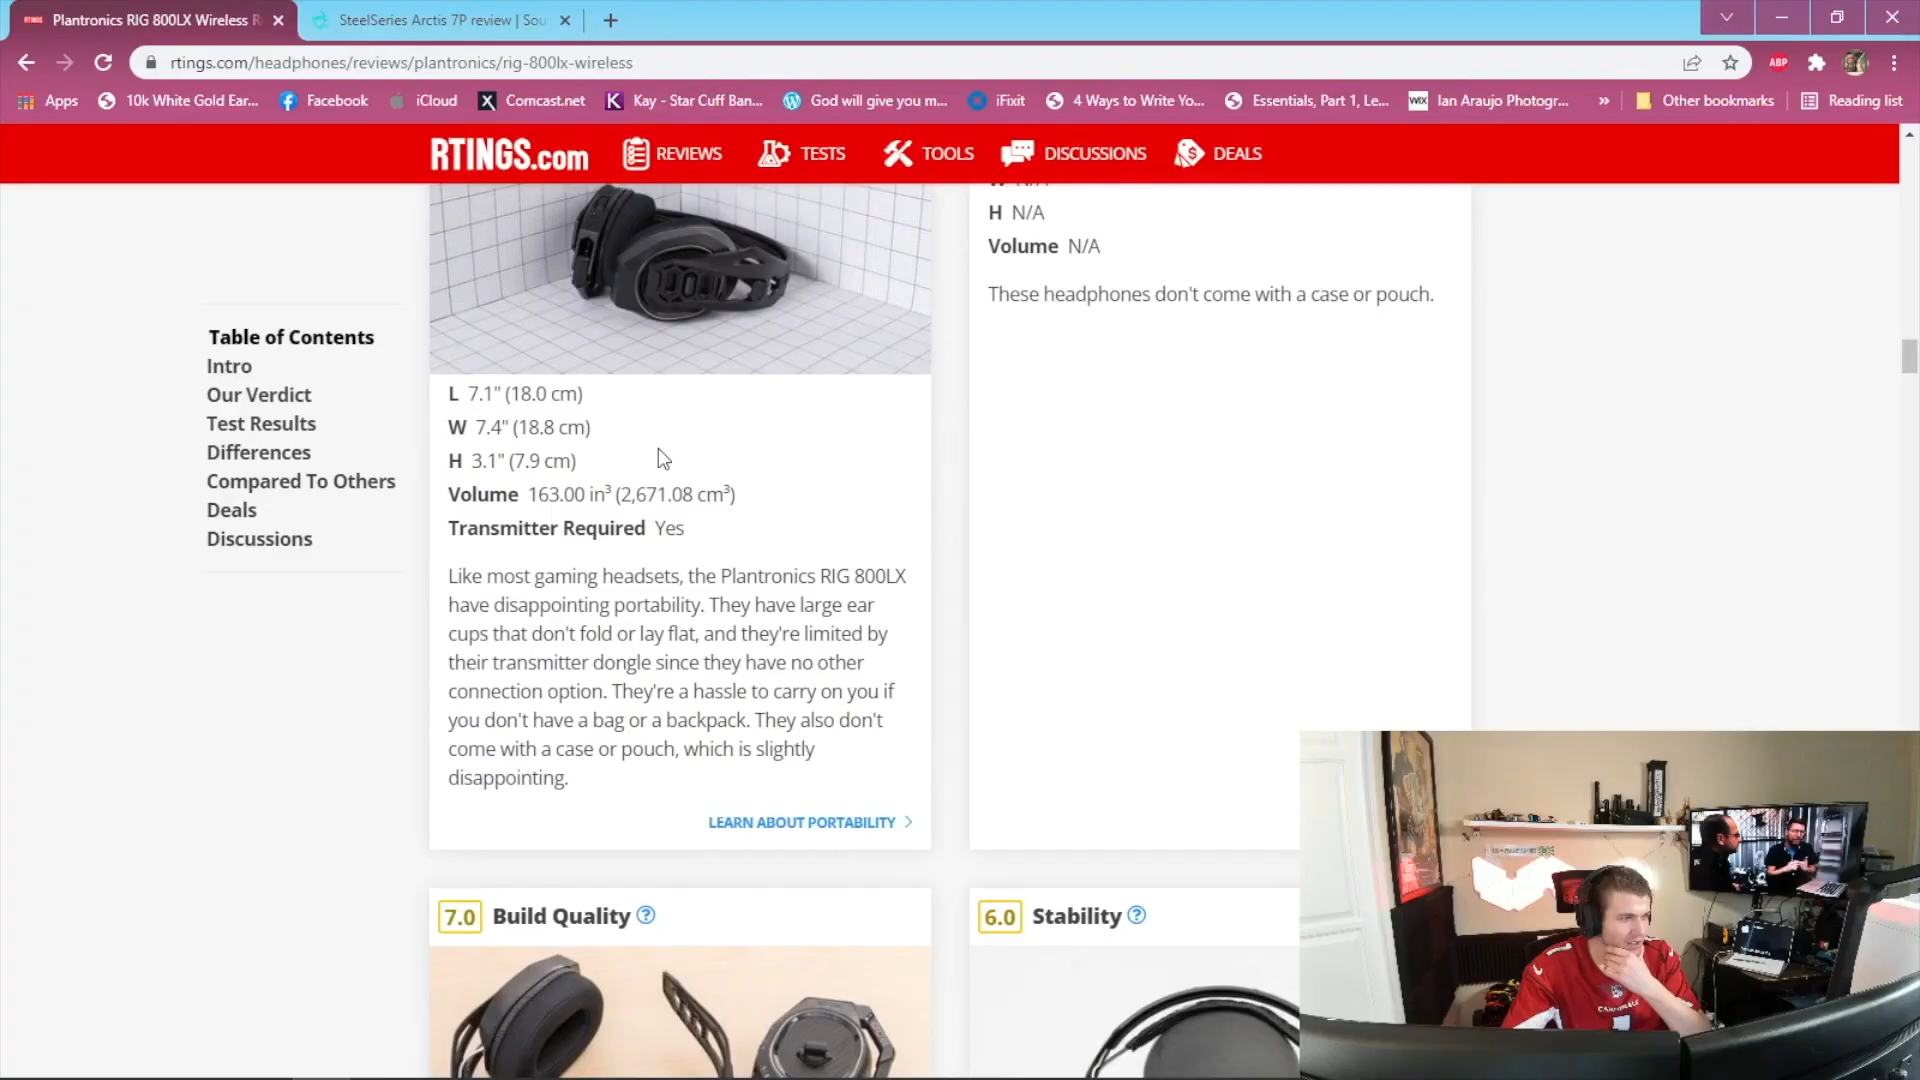 RTINGS Plantronics RIG 800LX Wireless R
SteelSeries Arctis 7P review | Sou
rtings.com/headphones/reviews/plantronics/rig-800lx-wireless
ABP
Apps
10k White Gold Ear...
Facebook
iCloud
X Comcast.net
K Kay - Star Cuff Ban...
God will give you m...
iFixit
4 Ways to Write Yo...
Essentials, Part 1, Le...
WIX Ian Araujo Photogr...
»
Other bookmarks
Reading list
RTINGS.com
REVIEWS
TESTS
TOOLS
DISCUSSIONS
DEALS
Table of Contents
Intro
Our Verdict
Test Results
Differences
Compared To Others
Deals
Discussions
L 7.1" (18.0 cm)
W 7.4" (18.8 cm)
H 3.1" (7.9 cm)
Volume 163.00 in³ (2,671.08 cm³)
Transmitter Required Yes
Like most gaming headsets, the Plantronics RIG 800LX
have disappointing portability. They have large ear
cups that don't fold or lay flat, and they're limited by
their transmitter dongle since they have no other
connection option. They're a hassle to carry on you if
you don't have a bag or a backpack. They also don't
come with a case or pouch, which is slightly
disappointing.
LEARN ABOUT PORTABILITY >
W N/A
H N/A
Volume N/A
These headphones don't come with a case or pouch.
7.0 Build Quality ?
6.0 Stability ?
CARDINALS
1